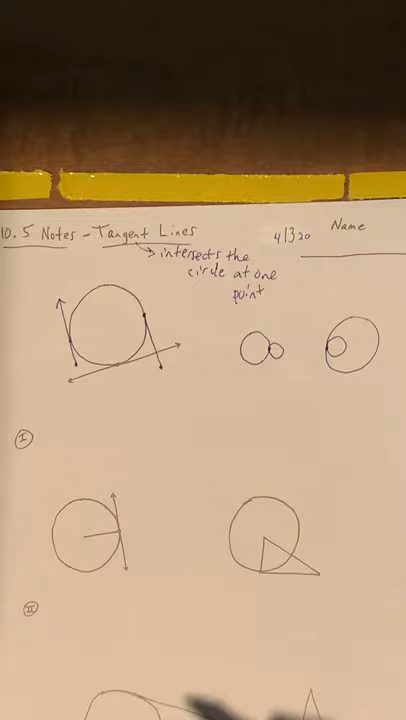 10.5 Notes - Tangent Lines
4/3 20
Name
→ intersects the
circle at one
point
I
II